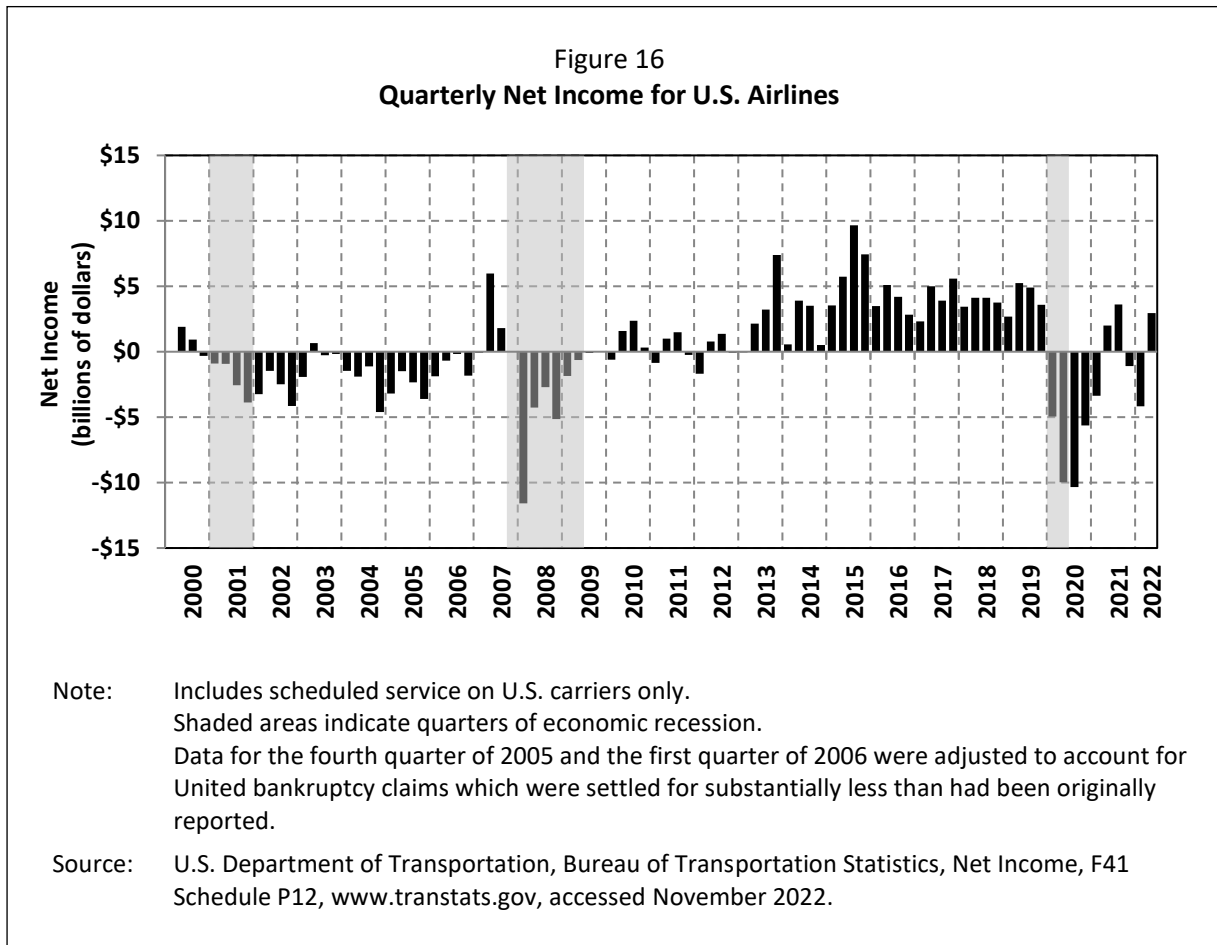 Figure 16
Quarterly Net Income for U.S. Airlines
$15
$10
$5
$0
-$5
-$10
-$15
Net Income
(billions of dollars)
2000
2001
2002
2003
2004
2005
2006
2007
2008
2009
2010
2011
2012
2013
2014
2015
2016
2017
2018
2019
2020
2021
2022
Note: Includes scheduled service on U.S. carriers only.
Shaded areas indicate quarters of economic recession.
Data for the fourth quarter of 2005 and the first quarter of 2006 were adjusted to account for
United bankruptcy claims which were settled for substantially less than had been originally
reported.
Source: U.S. Department of Transportation, Bureau of Transportation Statistics, Net Income, F41
Schedule P12, www.transtats.gov, accessed November 2022.